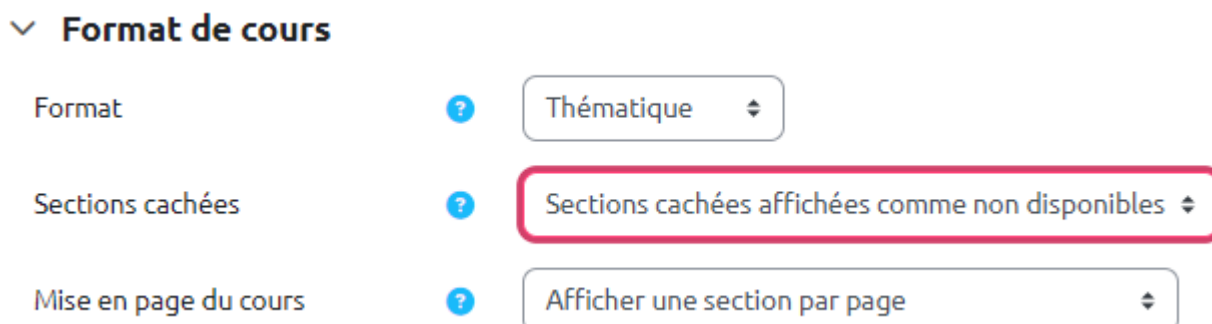 Format de cours
Format
Thématique
Sections cachées
Sections cachées affichées comme non disponibles
Mise en page du cours
Afficher une section par page